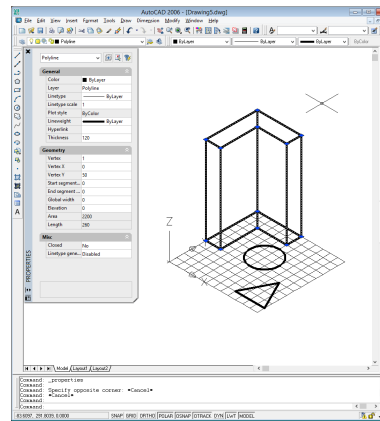 AutoCAD 2006 - [Drawing5.dwg]
File Edit View Insert Format Tools Draw Dimension Modify Window Help
Polyline ByLayer ByLayer ByLayer ByColor
Polyline
General
Color ByLayer
Layer Polyline
Linetype ByLayer
Linetype scale 1
Plot style ByColor
Lineweight ByLayer
Hyperlink
Thickness 120
Geometry
Vertex 1
Vertex X 0
Vertex Y 50
Start segment... 0
End segment ... 0
Global width 0
Elevation 0
Area 2200
Length 260
Misc
Closed No
Linetype gene... Disabled
PROPERTIES
Z
X
Model Layout1 Layout2
Command: _properties
Command:
Command: Specify opposite corner: *Cancel*
Command: *Cancel*
Command:
Command:
SNAP GRID ORTHO POLAR OSNAP OTRACK DYN LWT MODEL